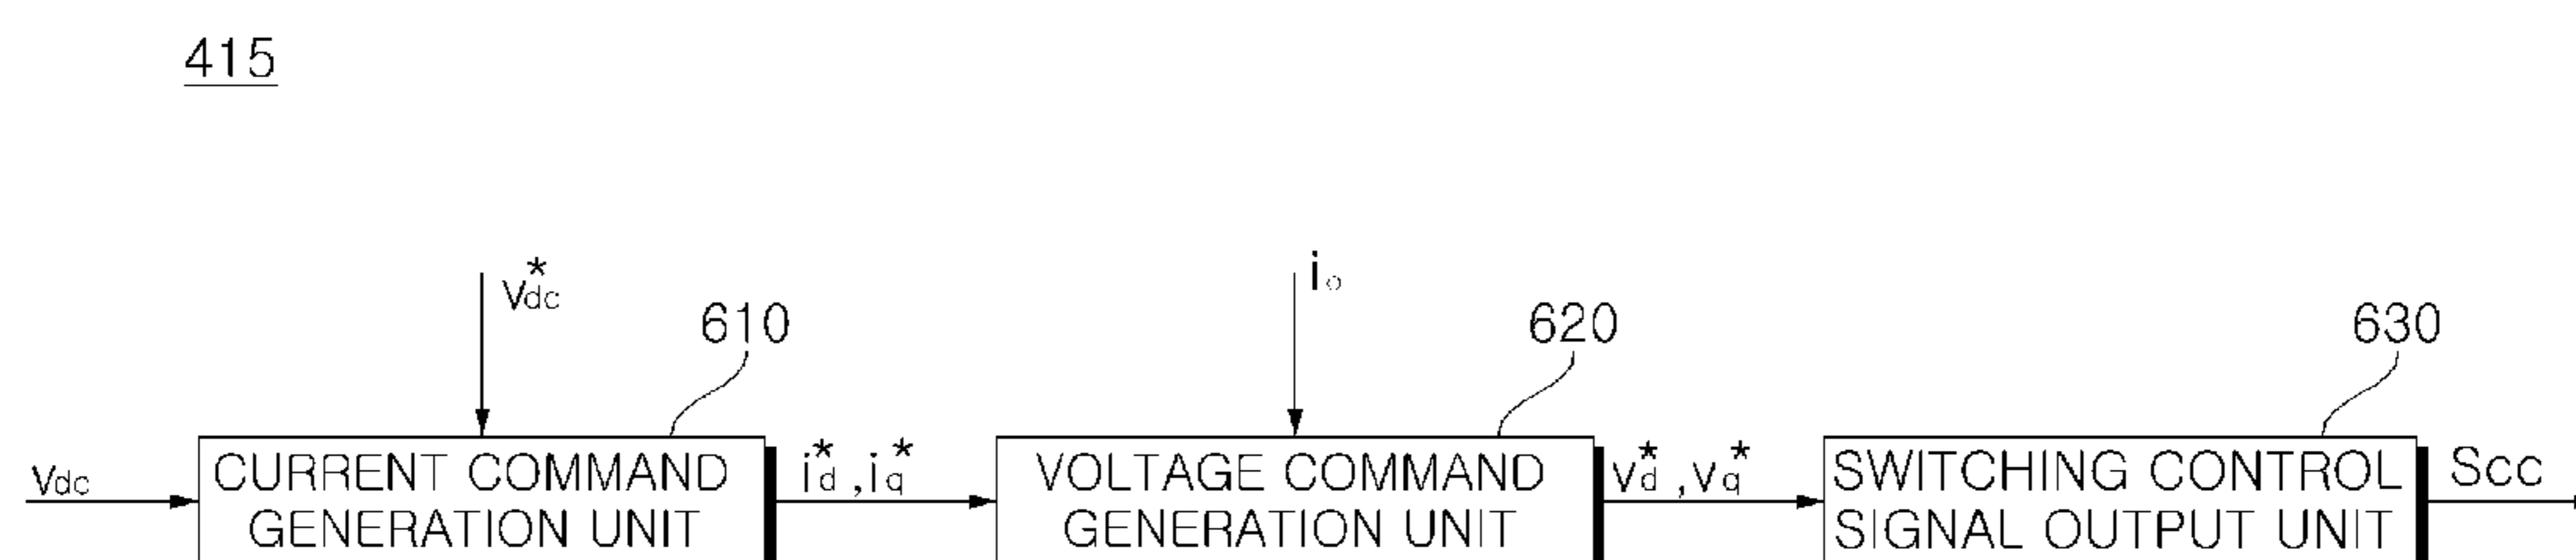 415
v*dc
io
610
620
630
Vdc
CURRENT COMMAND
GENERATION UNIT
i*d ,i*q
VOLTAGE COMMAND
GENERATION UNIT
v*d ,v*q
SWITCHING CONTROL
SIGNAL OUTPUT UNIT
Scc